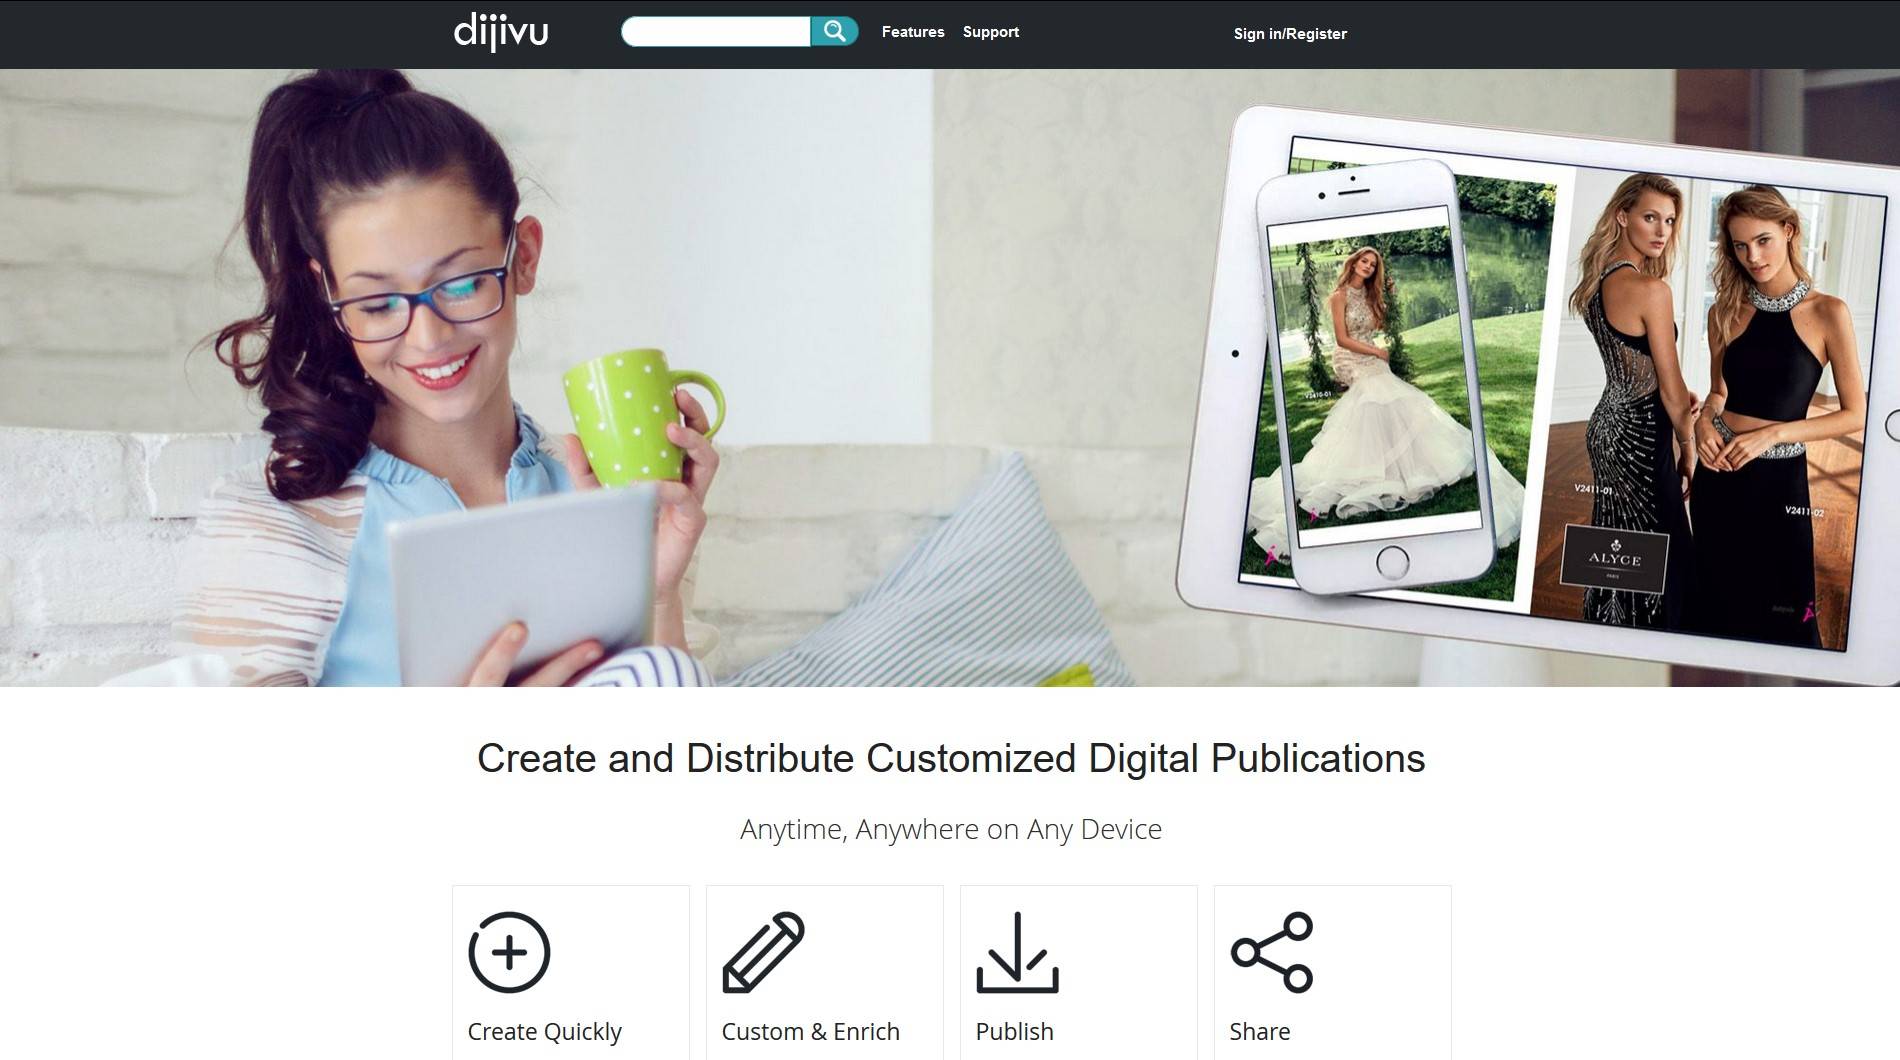 dijivu
Features
Support
Sign in/Register
V2410-01
V2411-01
V2411-02
ALYCE
PARIS
Create and Distribute Customized Digital Publications
Anytime, Anywhere on Any Device
Create Quickly
Custom & Enrich
Publish
Share